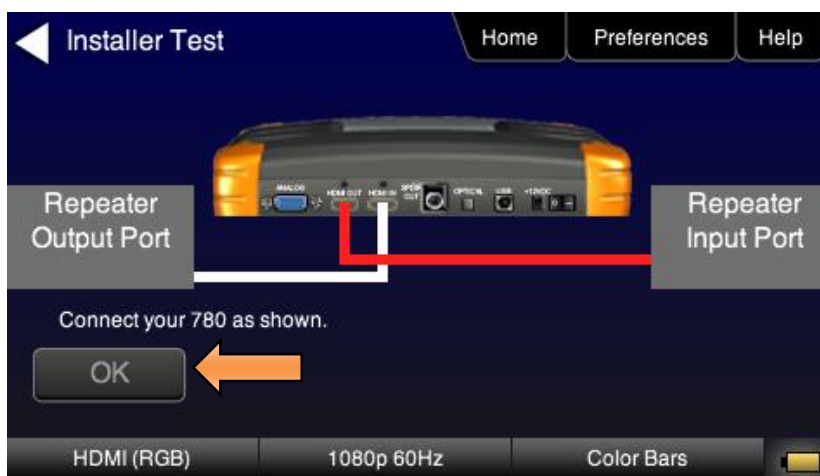 Installer Test
Home
Preferences
Help
ANALOG
HDMI OUT
HDMI IN
SPDIF
OUT
OPTICAL
USB
+12VDC
Repeater
Output Port
Repeater
Input Port
Connect your 780 as shown.
OK
HDMI (RGB)
1080p 60Hz
Color Bars